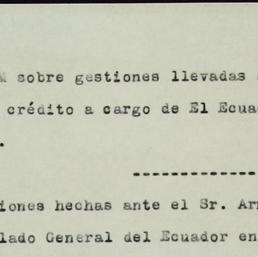 M sobre gestiones llevadas
crédito a cargo de El Ecua
.
-------------
iones hechas ante el Sr. Ar
lado General del Ecuador en